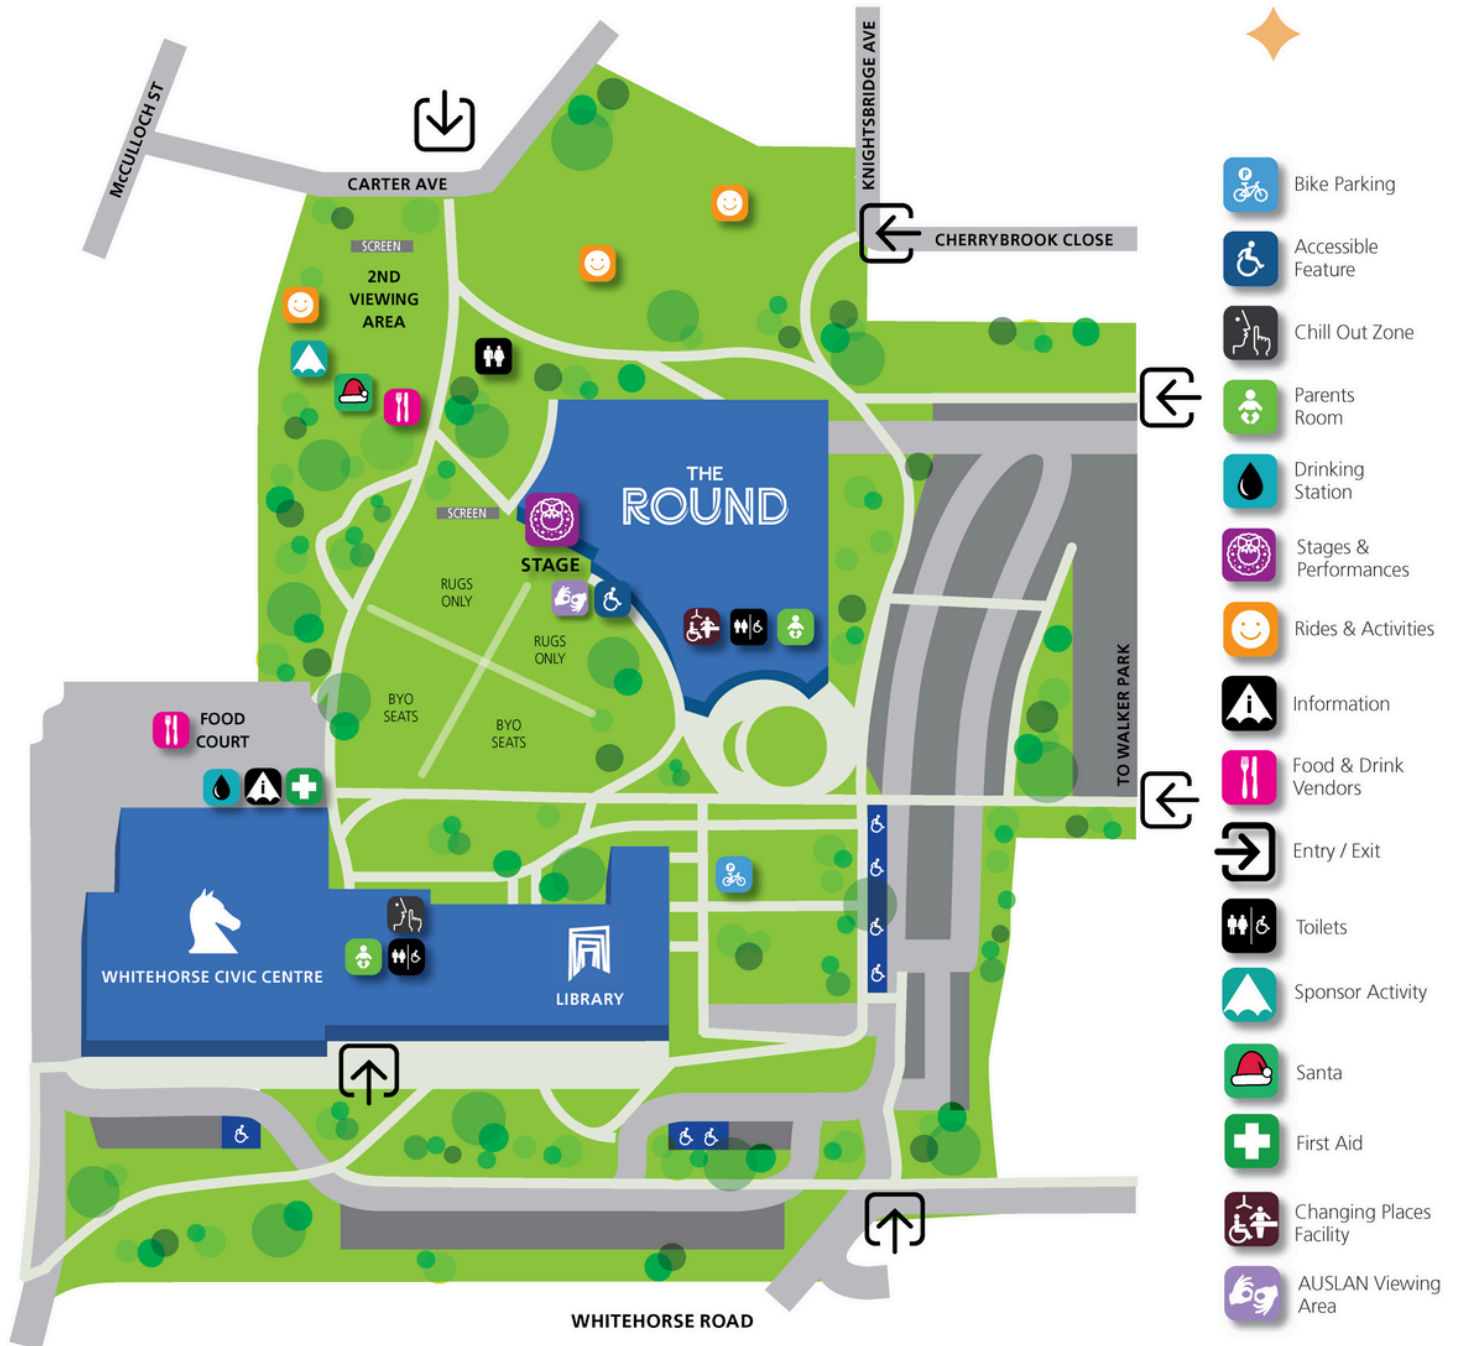 McCULLOCH ST
CARTER AVE
KNIGHTSBRIDGE AVE
CHERRYBROOK CLOSE
SCREEN
2ND
VIEWING
AREA
THE
ROUND
SCREEN
STAGE
RUGS
ONLY
RUGS
ONLY
BYO
SEATS
BYO
SEATS
TO WALKER PARK
FOOD
COURT
i
WHITEHORSE CIVIC CENTRE
LIBRARY
P
WHITEHORSE ROAD
P
Bike Parking
Accessible
Feature
Chill Out Zone
Parents
Room
Drinking
Station
Stages &
Performances
Rides & Activities
i
Information
Food & Drink
Vendors
Entry / Exit
Toilets
Sponsor Activity
Santa
First Aid
Changing Places
Facility
AUSLAN Viewing
Area